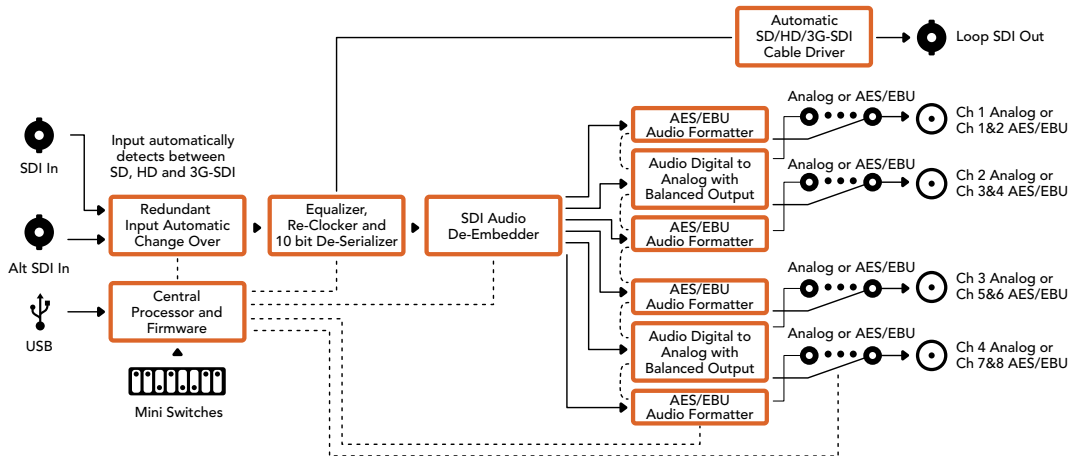 Automatic
SD/HD/3G-SDI
Cable Driver
Loop SDI Out
SDI In
Input automatically
detects between
SD, HD and 3G-SDI
Alt SDI In
Redundant
Input Automatic
Change Over
Equalizer,
Re-Clocker and
10 bit De-Serializer
SDI Audio
De-Embedder
USB
Central
Processor and
Firmware
Mini Switches
AES/EBU
Audio Formatter
Audio Digital to
Analog with
Balanced Output
AES/EBU
Audio Formatter
AES/EBU
Audio Formatter
Audio Digital to
Analog with
Balanced Output
AES/EBU
Audio Formatter
Analog or AES/EBU
Ch 1 Analog or
Ch 1&2 AES/EBU
Analog or AES/EBU
Ch 2 Analog or
Ch 3&4 AES/EBU
Analog or AES/EBU
Ch 3 Analog or
Ch 5&6 AES/EBU
Analog or AES/EBU
Ch 4 Analog or
Ch 7&8 AES/EBU